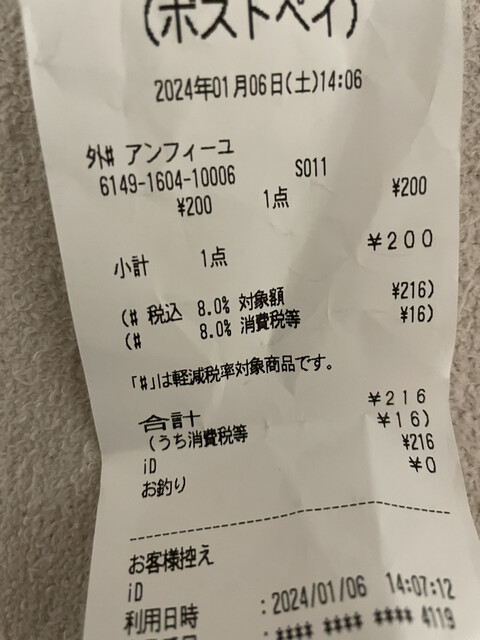 (ポストペイ)
2024年01月06日(土)14:06
外# アンフィーユ
6149-1604-10006 S011
¥200 1点 ¥200
小計 1点 ¥200
(# 税込 8.0% 対象額 ¥216)
(# 8.0% 消費税等 ¥16)
「#」は軽減税率対象商品です。
合計 ¥216
(うち消費税等 ¥16)
iD ¥216
お釣り ¥0
お客様控え
iD
利用日時 :2024/01/06 14:07:12
:**** **** **** 4119